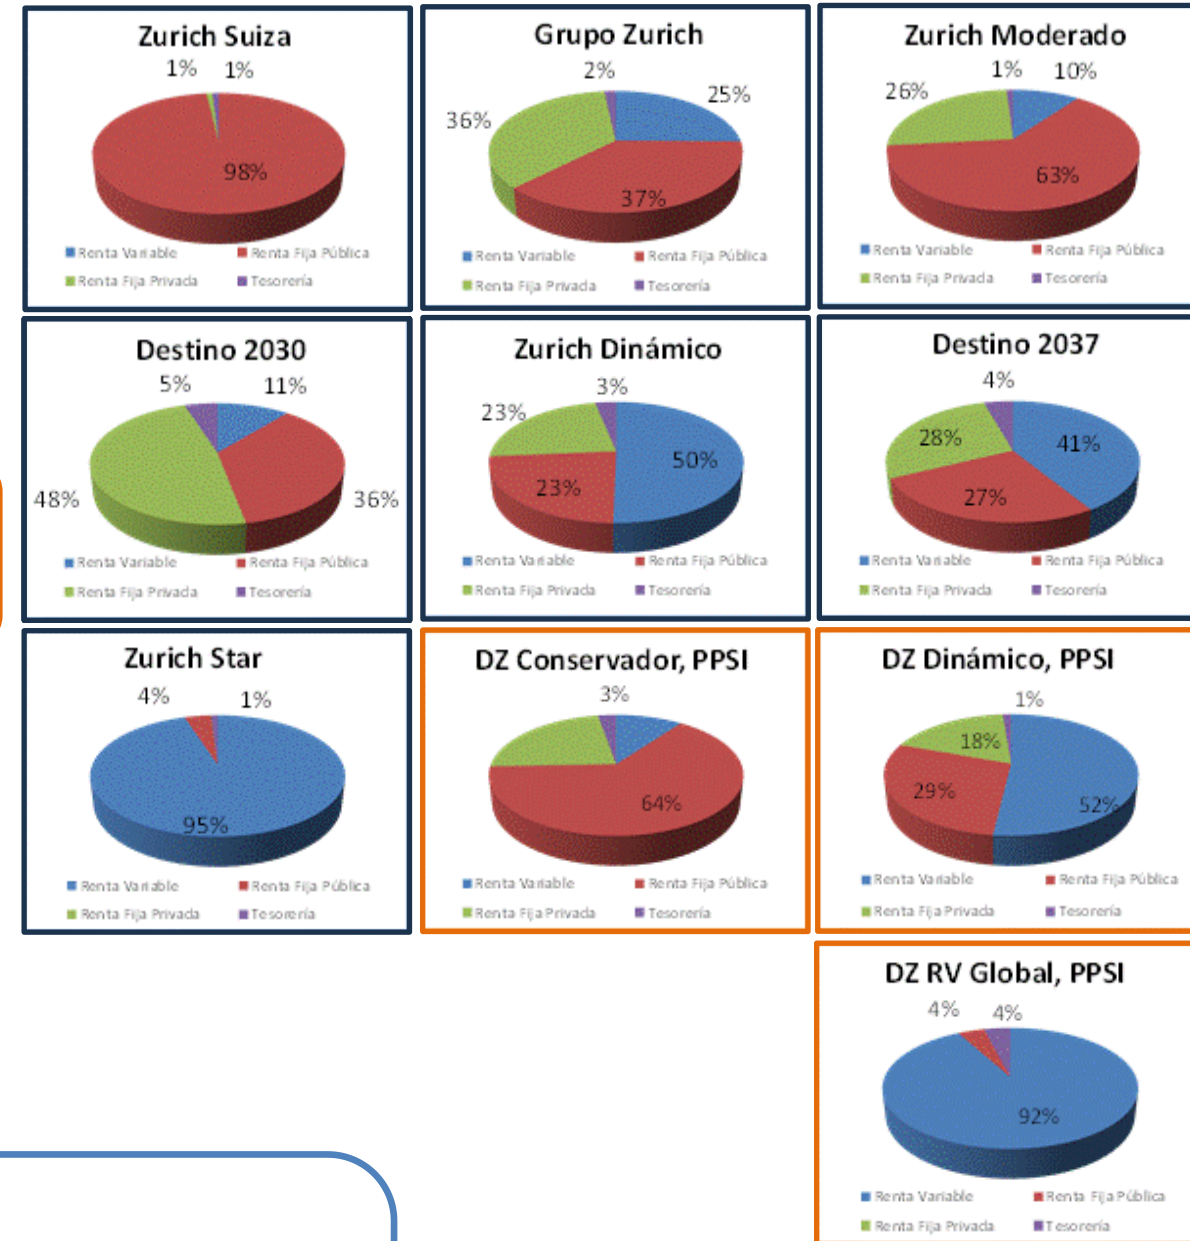 Zurich Suiza
1% 1%
98%
Renta Variable Renta Fija Pública
Renta Fija Privada Tesorería
Grupo Zurich
2%
25%
36%
37%
Renta Variable Renta Fija Pública
Renta Fija Privada Tesorería
Zurich Moderado
1% 10%
26%
63%
Renta Variable Renta Fija Pública
Renta Fija Privada Tesorería
Destino 2030
5% 11%
48% 36%
Renta Variable Renta Fija Pública
Renta Fija Privada Tesorería
Zurich Dinámico
3%
23%
50%
23%
Renta Variable Renta Fija Pública
Renta Fija Privada Tesorería
Destino 2037
4%
28% 41%
27%
Renta Variable Renta Fija Pública
Renta Fija Privada Tesorería
Zurich Star
4% 1%
95%
Renta Variable Renta Fija Pública
Renta Fija Privada Tesorería
DZ Conservador, PPSI
3%
64%
Renta Variable Renta Fija Pública
Renta Fija Privada Tesorería
DZ Dinámico, PPSI
1%
18%
29%
52%
Renta Variable Renta Fija Pública
Renta Fija Privada Tesorería
DZ RV Global, PPSI
4% 4%
92%
Renta Variable Renta Fija Pública
Renta Fija Privada Tesorería